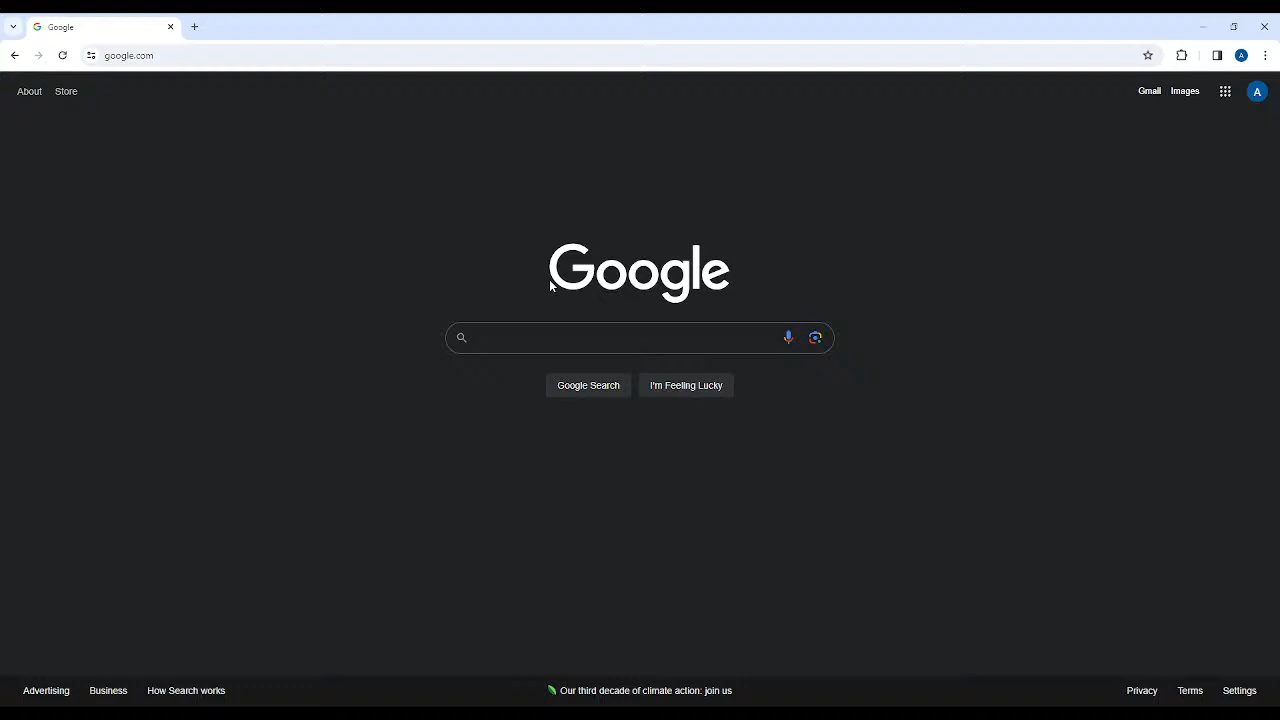 Google
google.com
A
About
Store
Gmail
Images
A
Google
Google Search
I'm Feeling Lucky
Advertising
Business
How Search works
Our third decade of climate action: join us
Privacy
Terms
Settings